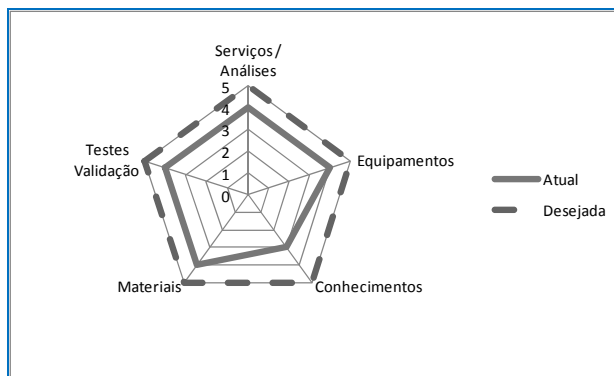 Serviços /
Análises
5
4
3
2
1
0
Testes
Validação
Equipamentos
Materiais
Conhecimentos
Atual
Desejada